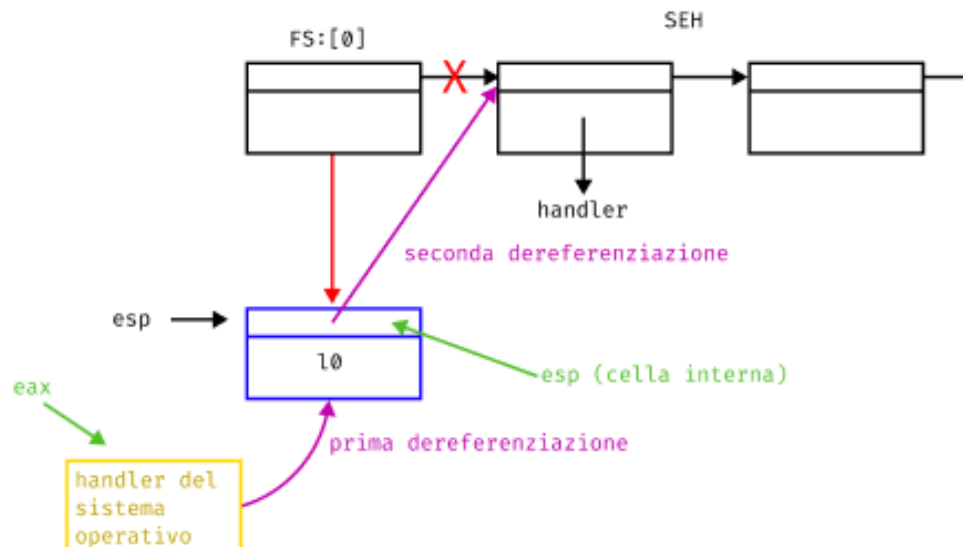 SEH
FS:[0]
handler
seconda dereferenziazione
esp
l0
esp (cella interna)
eax
prima dereferenziazione
handler del
sistema
operativo